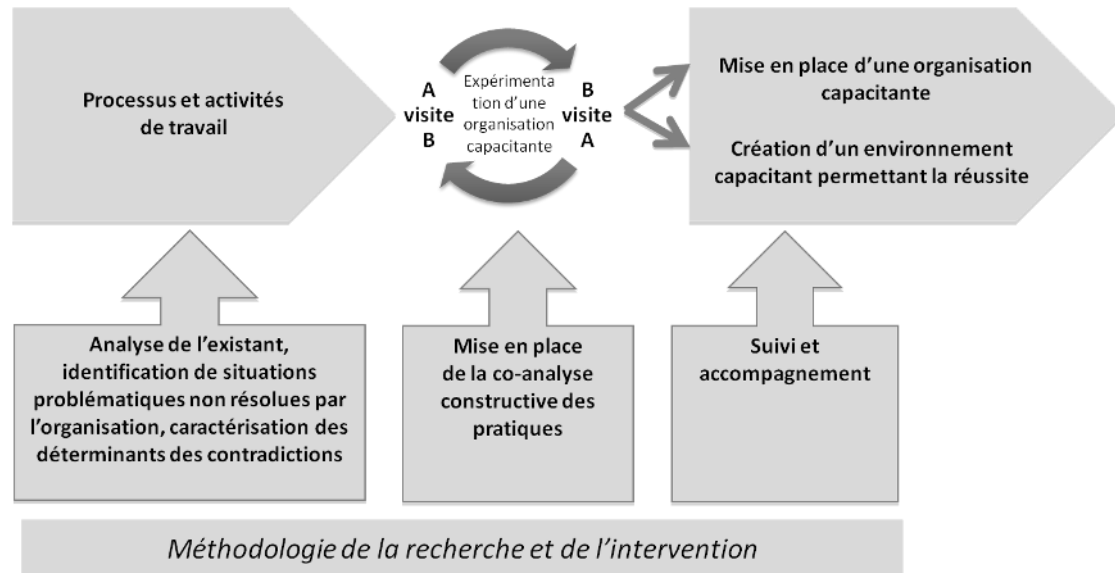 Processus et activités
de travail
A
visite
B
Expérimenta
tion d'une
organisation
capacitante
B
visite
A
Mise en place d'une organisation
capacitante
Création d'un environnement
capacitant permettant la réussite
Analyse de l'existant,
identification de situations
problématiques non résolues par
l'organisation, caractérisation des
déterminants des contradictions
Mise en place
de la co-analyse
constructive des
pratiques
Suivi et
accompagnement
Méthodologie de la recherche et de l'intervention